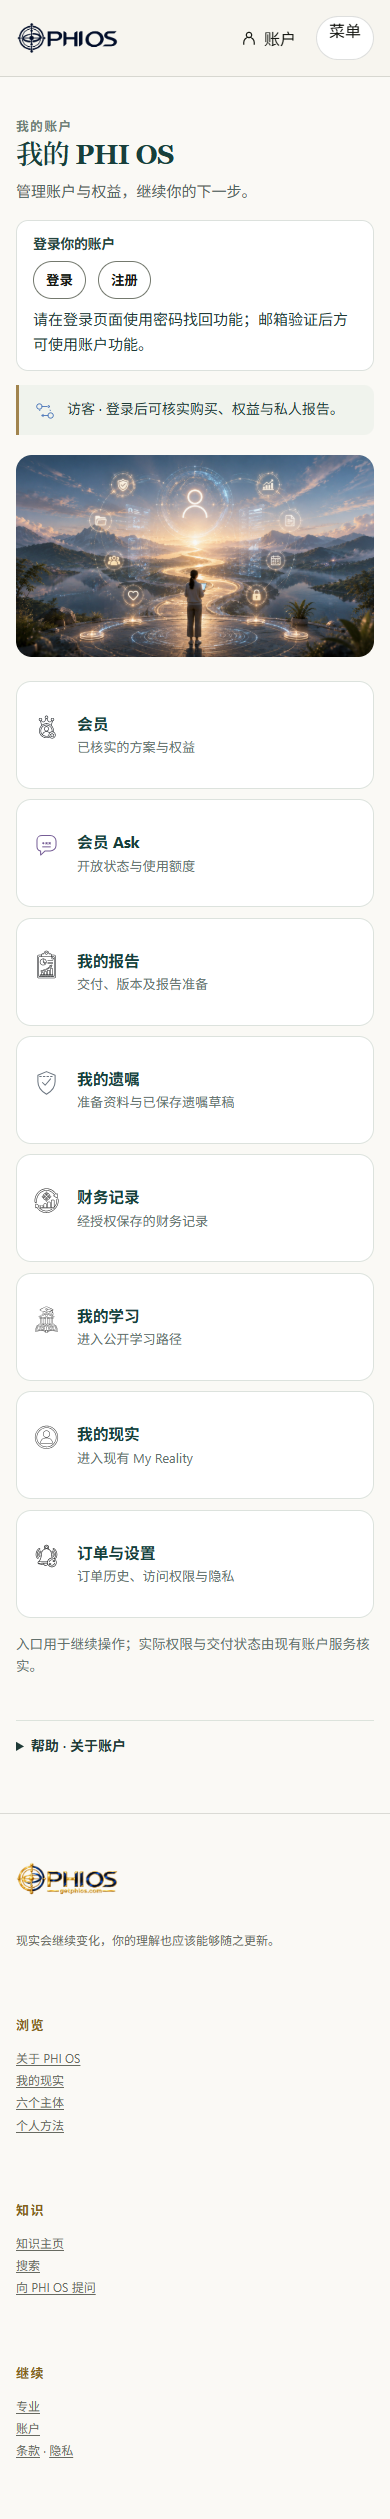 PHI OS
账户
菜单
我的账户
我的 PHI OS
管理账户与权益，继续你的下一步。
登录你的账户
登录
注册
请在登录页面使用密码找回功能；邮箱验证后方
可使用账户功能。
访客 · 登录后可核实购买、权益与私人报告。
会员
已核实的方案与权益
会员 Ask
开放状态与使用额度
我的报告
交付、版本及报告准备
我的遗嘱
准备资料与已保存遗嘱草稿
财务记录
经授权保存的财务记录
我的学习
进入公开学习路径
我的现实
进入现有 My Reality
订单与设置
订单历史、访问权限与隐私
入口用于继续操作；实际权限与交付状态由现有账户服务核
实。
▶ 帮助 · 关于账户
PHI OS
getphios.com
现实会继续变化，你的理解也应该能够随之更新。
浏览
关于 PHI OS
我的现实
六个主体
个人方法
知识
知识主页
搜索
向 PHI OS 提问
继续
专业
账户
条款 · 隐私